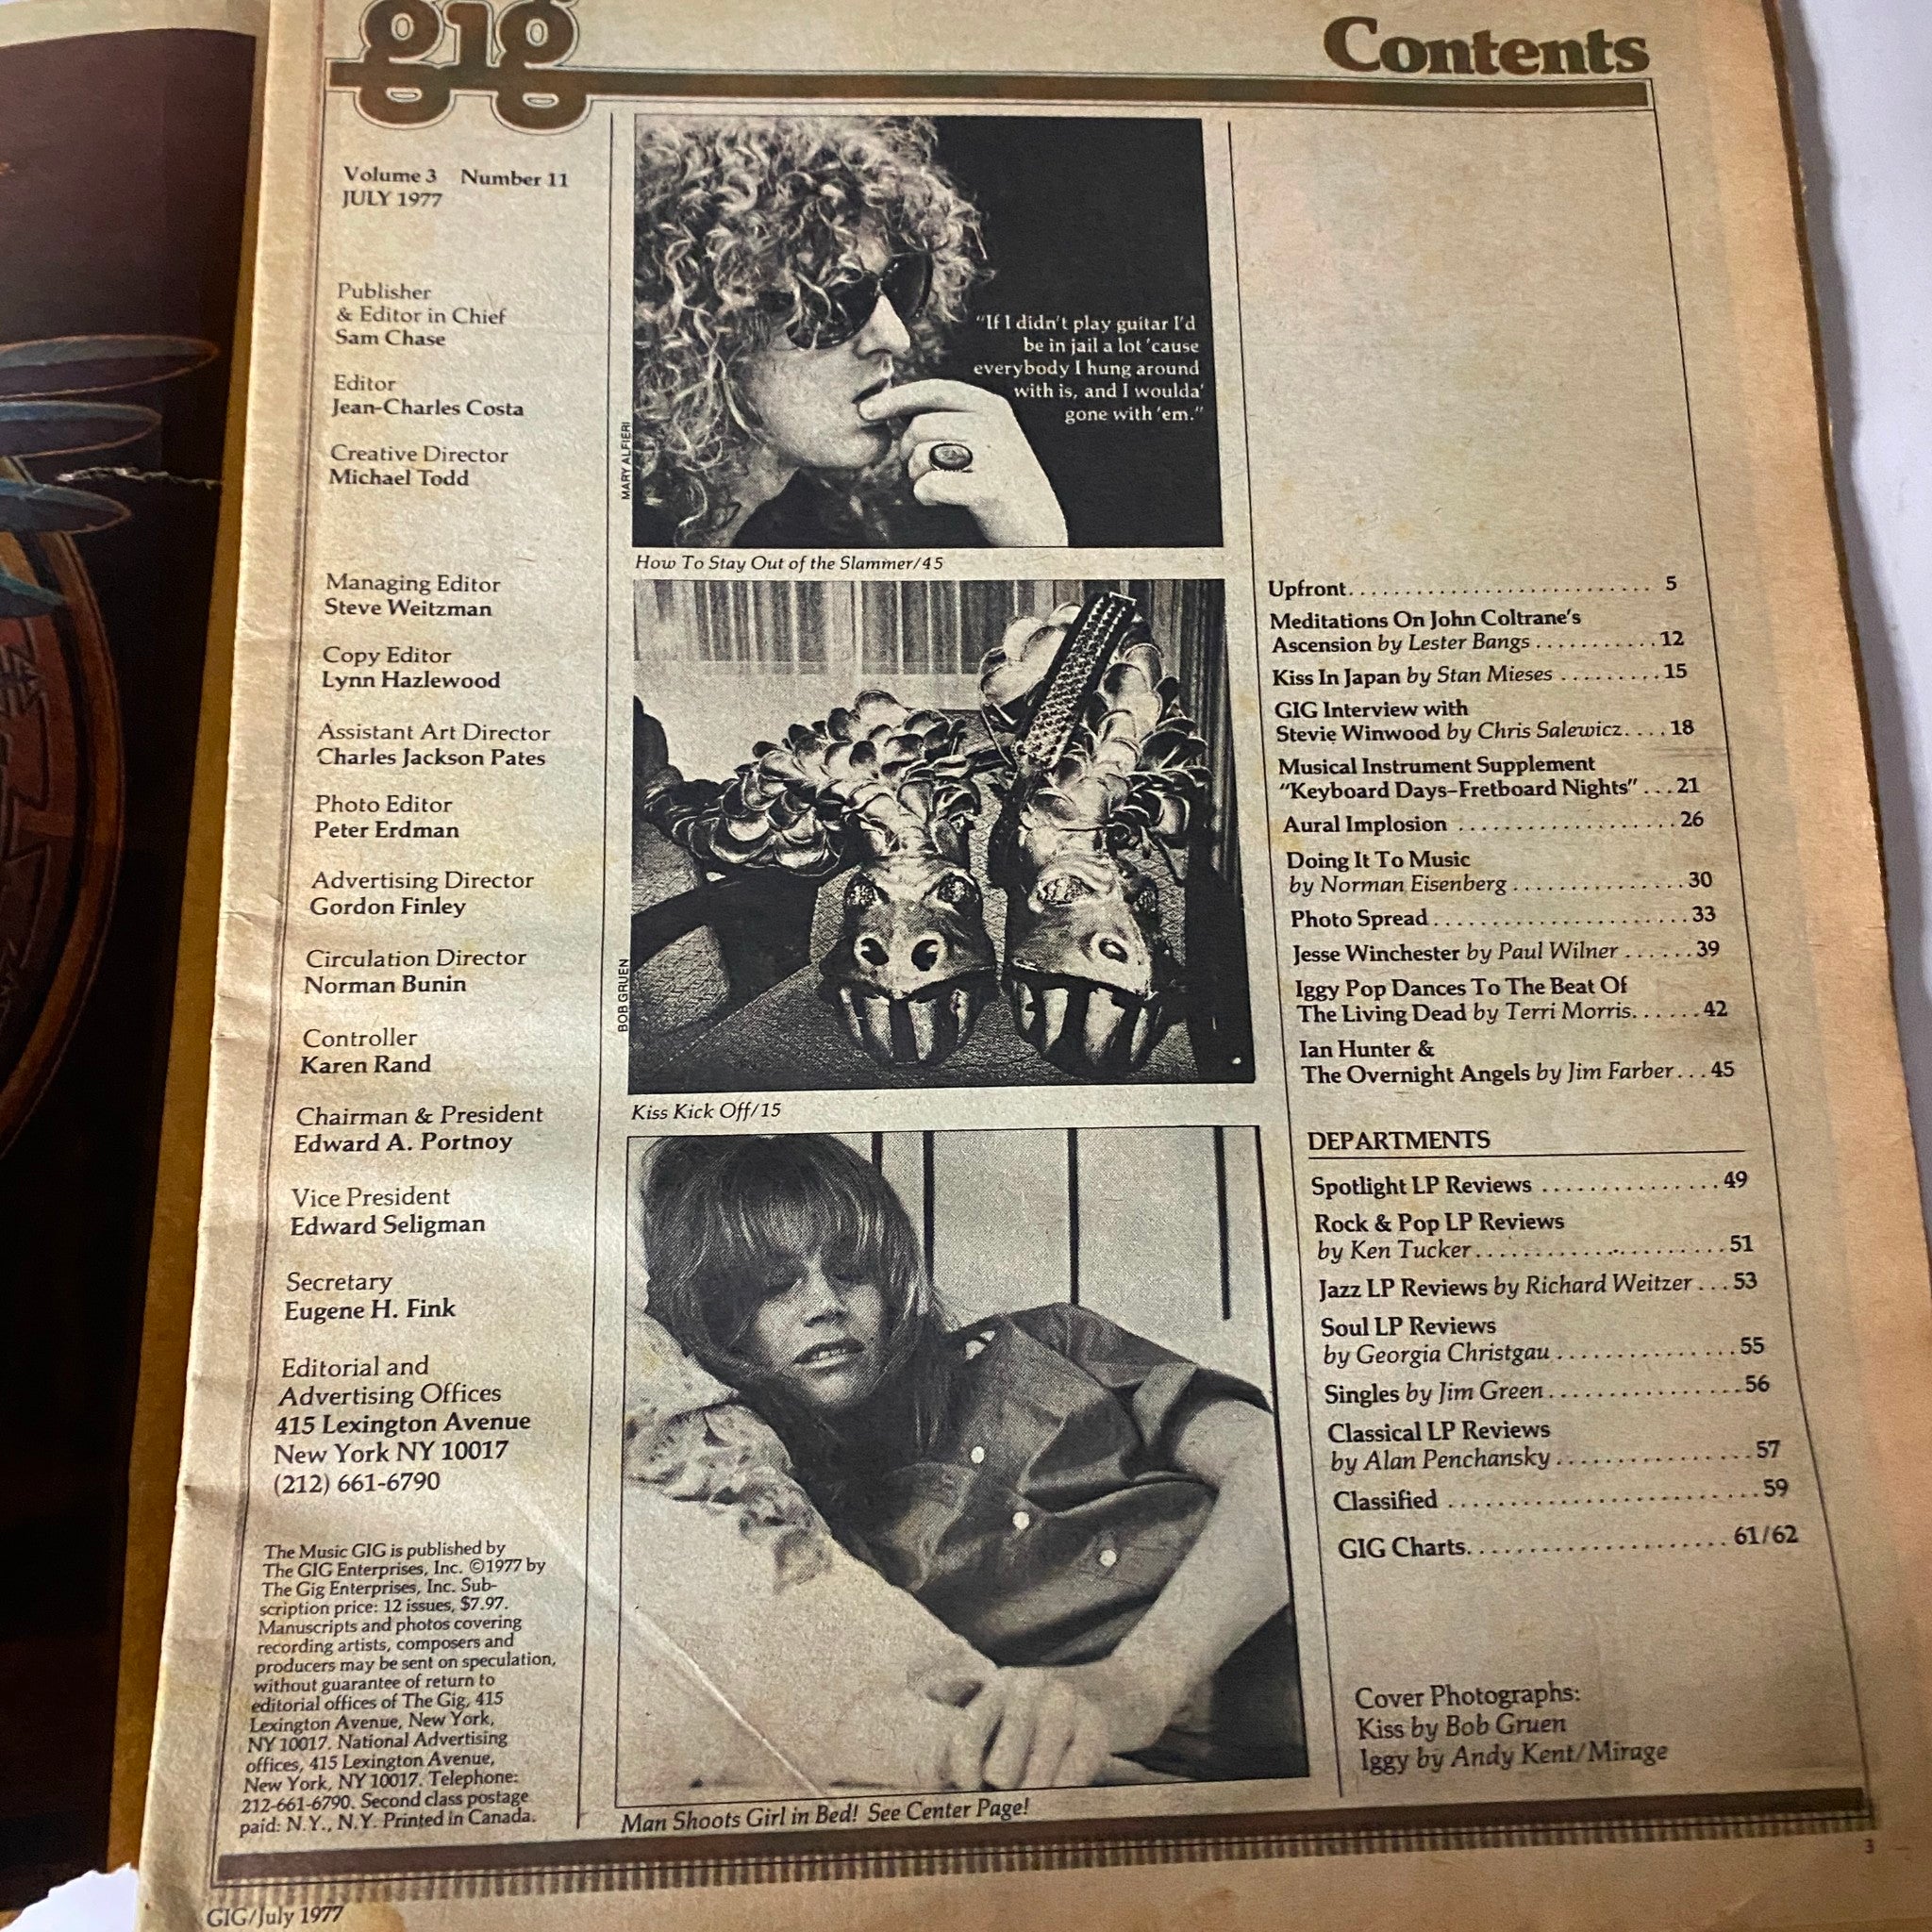 gig
Contents
Volume 3 Number 11
JULY 1977
Publisher
& Editor in Chief
Sam Chase
Editor
Jean-Charles Costa
Creative Director
Michael Todd
Managing Editor
Steve Weitzman
Copy Editor
Lynn Hazlewood
Assistant Art Director
Charles Jackson Pates
Photo Editor
Peter Erdman
Advertising Director
Gordon Finley
Circulation Director
Norman Bunin
Controller
Karen Rand
Chairman & President
Edward A. Portnoy
Vice President
Edward Seligman
Secretary
Eugene H. Fink
Editorial and
Advertising Offices
415 Lexington Avenue
New York NY 10017
(212) 661-6790
The Music GIG is published by
The GIG Enterprises, Inc. ©1977 by
The Gig Enterprises, Inc. Sub-
scription price: 12 issues, $7.97.
Manuscripts and photos covering
recording artists, composers and
producers may be sent on speculation,
without guarantee of return to
editorial offices of The Gig, 415
Lexington Avenue, New York,
NY 10017. National Advertising
offices, 415 Lexington Avenue,
New York, NY 10017. Telephone:
212-661-6790. Second class postage
paid: N.Y., N.Y. Printed in Canada.
"If I didn't play guitar I'd
be in jail a lot 'cause
everybody I hung around
with is, and I woulda'
gone with 'em."
MARY ALFIERI
How To Stay Out of the Slammer/45
BOB GRUEN
Kiss Kick Off/15
Man Shoots Girl in Bed! See Center Page!
Upfront. . . . . . . . . . . . . . . . . . . . . . . . . . . 5
Meditations On John Coltrane's
Ascension by Lester Bangs . . . . . . . . . . . 12
Kiss In Japan by Stan Mieses . . . . . . . . . 15
GIG Interview with
Stevie Winwood by Chris Salewicz. . . . 18
Musical Instrument Supplement
"Keyboard Days–Fretboard Nights" . . . 21
Aural Implosion . . . . . . . . . . . . . . . . . . . . 26
Doing It To Music
by Norman Eisenberg . . . . . . . . . . . . . . . 30
Photo Spread . . . . . . . . . . . . . . . . . . . . . . . 33
Jesse Winchester by Paul Wilner . . . . . . 39
Iggy Pop Dances To The Beat Of
The Living Dead by Terri Morris. . . . . . 42
Ian Hunter &
The Overnight Angels by Jim Farber . . . 45
DEPARTMENTS
Spotlight LP Reviews . . . . . . . . . . . . . . . . 49
Rock & Pop LP Reviews
by Ken Tucker . . . . . . . . . . . . . . . . . . . . . . 51
Jazz LP Reviews by Richard Weitzer . . . 53
Soul LP Reviews
by Georgia Christgau . . . . . . . . . . . . . . . . 55
Singles by Jim Green . . . . . . . . . . . . . . . . . 56
Classical LP Reviews
by Alan Penchansky . . . . . . . . . . . . . . . . . 57
Classified . . . . . . . . . . . . . . . . . . . . . . . . . . . 59
GIG Charts. . . . . . . . . . . . . . . . . . . . . . . 61/62
Cover Photographs:
Kiss by Bob Gruen
Iggy by Andy Kent/Mirage
3
GIG/July 1977